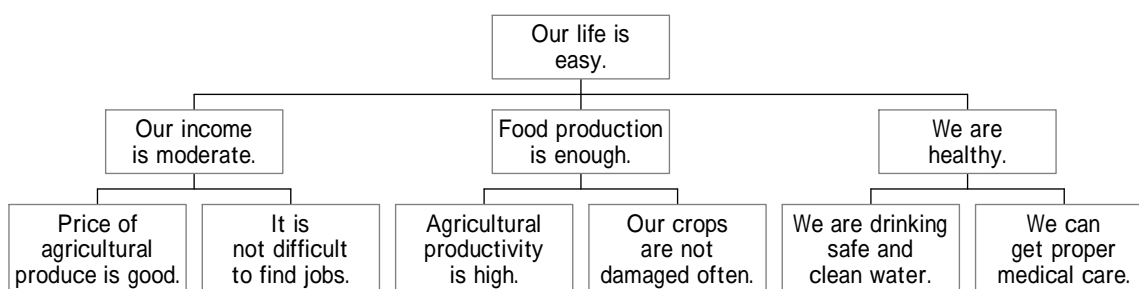 Our life is
easy.
Our income
is moderate.
Food production
is enough.
We are
healthy.
Price of
agricultural
produce is good.
It is
not difficult
to find jobs.
Agricultural
productivity
is high.
Our crops
are not
damaged often.
We are drinking
safe and
clean water.
We can
get proper
medical care.